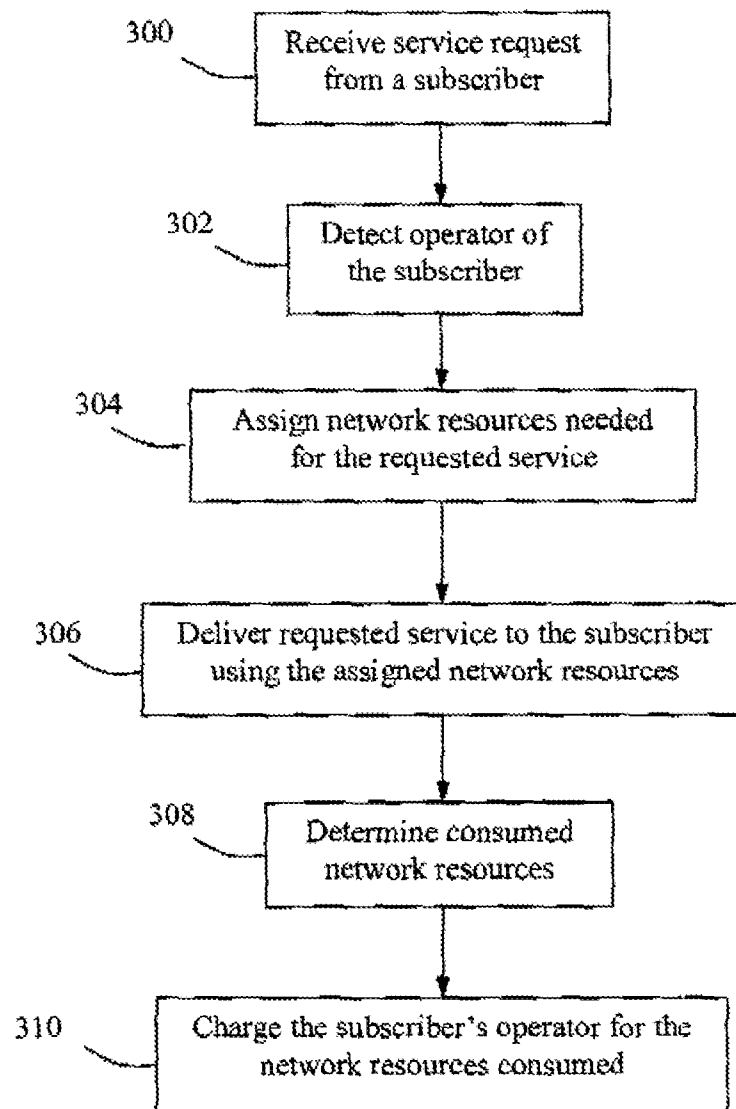 300
Receive service request
from a subscriber
302
Detect operator of
the subscriber
304
Assign network resources needed
for the requested service
306
Deliver requested service to the subscriber
using the assigned network resources
308
Determine consumed
network resources
310
Charge the subscriber's operator for the
network resources consumed